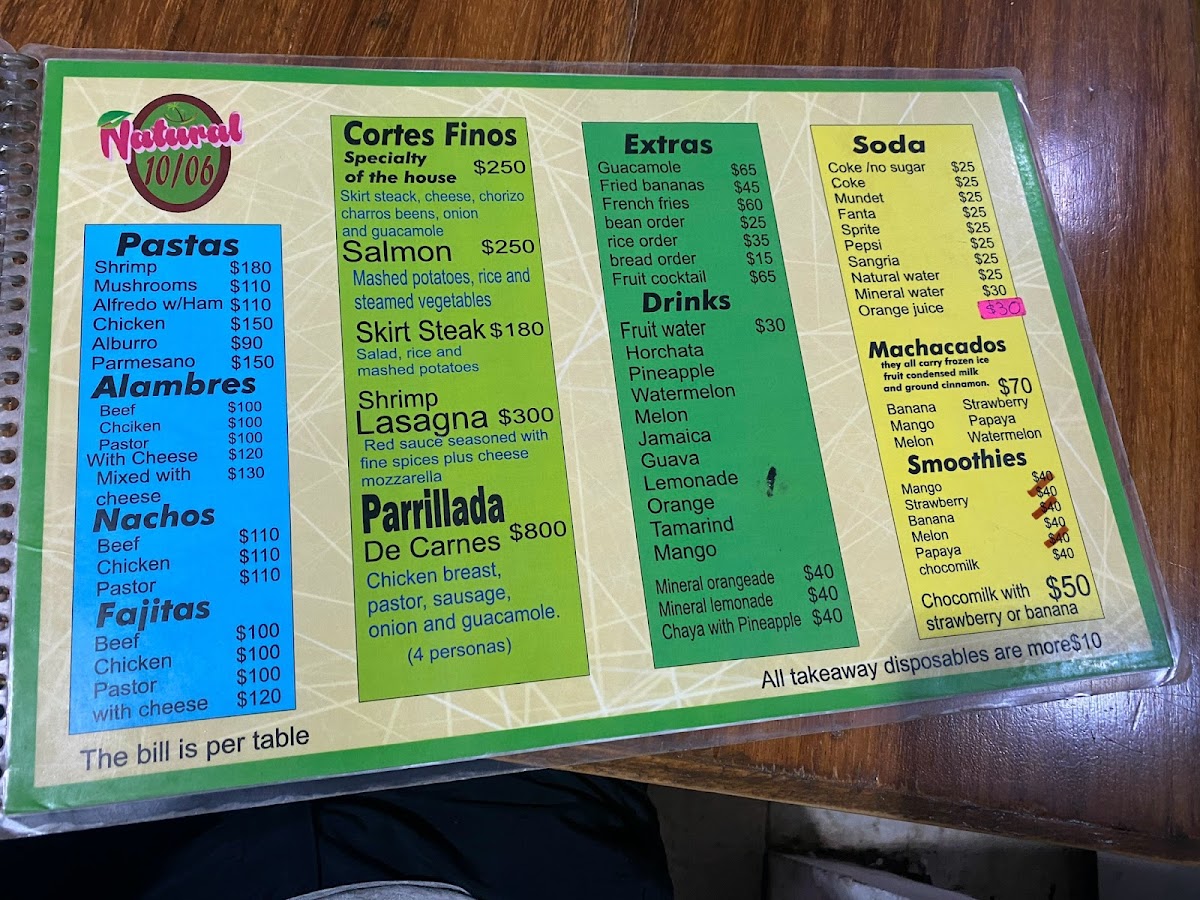 Natural
10/06
Pastas
Shrimp $180
Mushrooms $110
Alfredo w/Ham $110
Chicken $150
Alburro $90
Parmesano $150
Alambres
Beef $100
Chciken $100
Pastor $100
With Cheese $120
Mixed with $130
cheese
Nachos
Beef $110
Chicken $110
Pastor $110
Fajitas
Beef $100
Chicken $100
Pastor $100
with cheese $120
The bill is per table
Cortes Finos
Specialty
of the house $250
Skirt steack, cheese, chorizo
charros beens, onion
and guacamole
Salmon $250
Mashed potatoes, rice and
steamed vegetables
Skirt Steak $180
Salad, rice and
mashed potatoes
Shrimp
Lasagna $300
Red sauce seasoned with
fine spices plus cheese
mozzarella
Parrillada
De Carnes $800
Chicken breast,
pastor, sausage,
onion and guacamole.
(4 personas)
Extras
Guacamole $65
Fried bananas $45
French fries $60
bean order $25
rice order $35
bread order $15
Fruit cocktail $65
Drinks
Fruit water $30
Horchata
Pineapple
Watermelon
Melon
Jamaica
Guava
Lemonade
Orange
Tamarind
Mango
Mineral orangeade $40
Mineral lemonade $40
Chaya with Pineapple $40
Soda
Coke /no sugar $25
Coke $25
Mundet $25
Fanta $25
Sprite $25
Pepsi $25
Sangria $25
Natural water $25
Mineral water $30
Orange juice $30
Machacados
they all carry frozen ice
fruit condensed milk
and ground cinnamon. $70
Banana Strawberry
Mango Papaya
Melon Watermelon
Smoothies
Mango $40
Strawberry $40
Banana $40
Melon $40
Papaya $40
chocomilk $40
Chocomilk with $50
strawberry or banana
All takeaway disposables are more$10